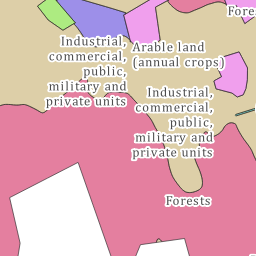 Fores
Industrial,
commercial,
public,
military and
private units
Arable land
(annual crops)
Industrial,
commercial,
public,
military and
private units
Forests